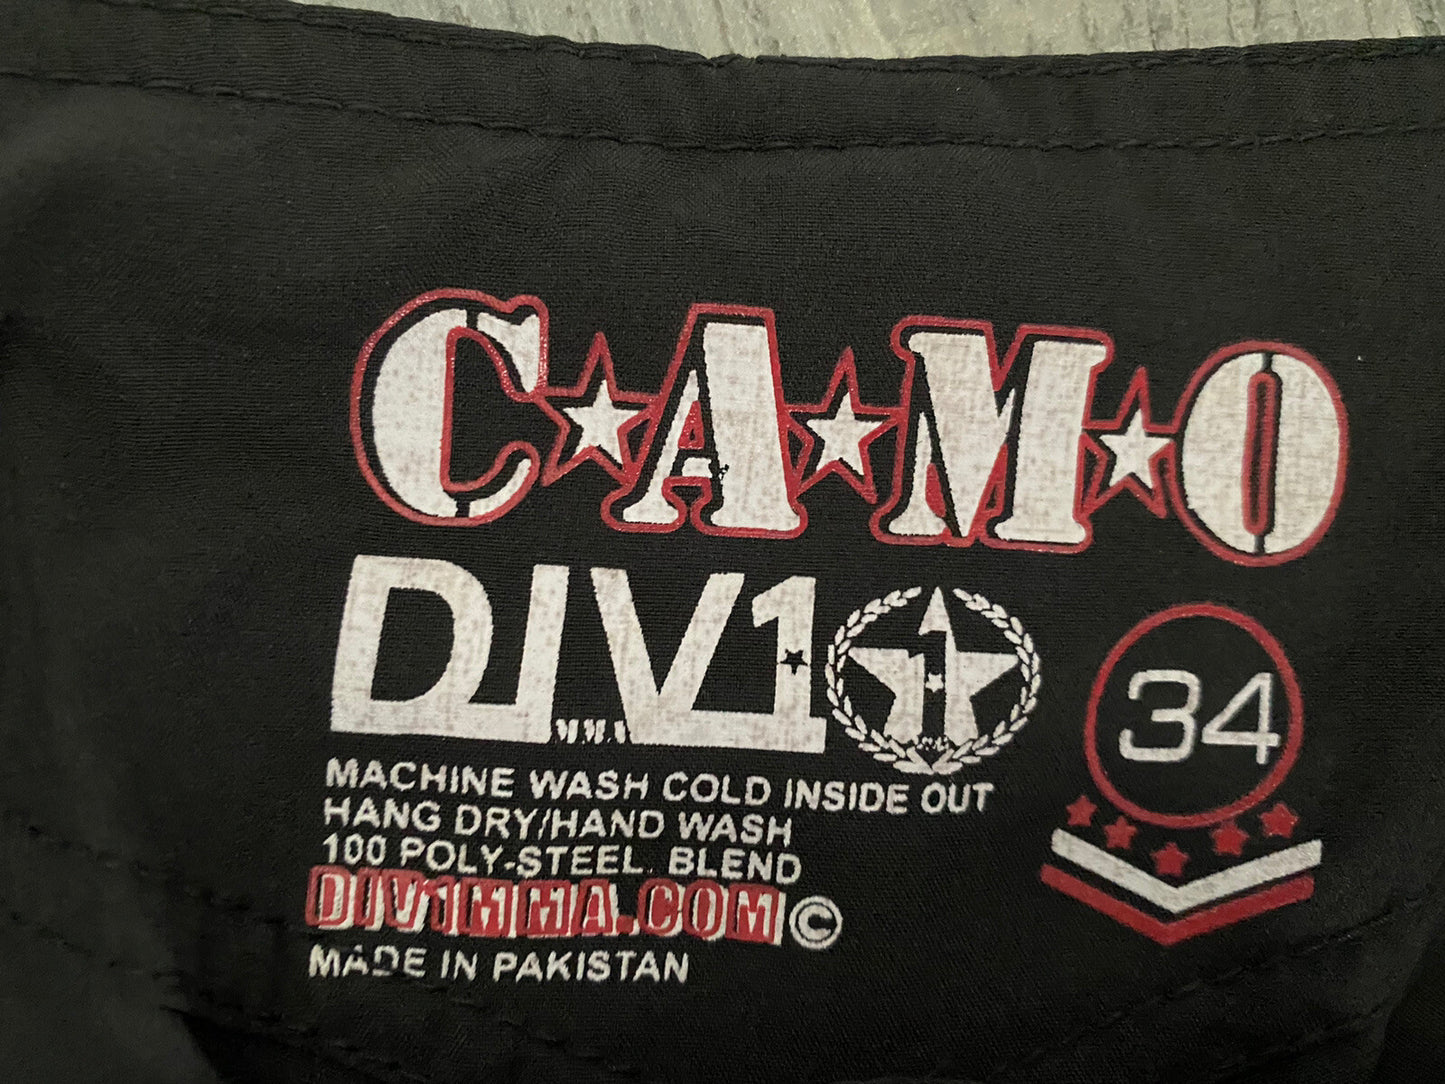 C★A★M★O
DIV1
34
MACHINE WASH COLD INSIDE OUT
HANG DRY/HAND WASH
100 POLY-STEEL. BLEND
DIV1MMA.COM©
MADE IN PAKISTAN